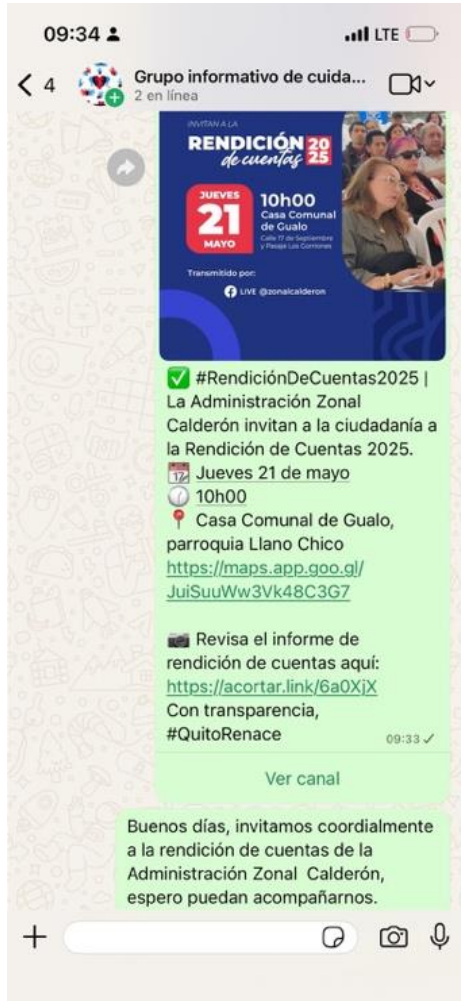 09:34
LTE
4
Grupo informativo de cuida...
2 en línea
INVITAN A LA
RENDICIÓN 20
de cuentas 25
JUEVES
21
MAYO
10h00
Casa Comunal
de Gualo
Calle 17 de Septiembre
y Pasaje Los Gorriones
Transmitido por:
LIVE @zonalcalderon
✅ #RendiciónDeCuentas2025 |
La Administración Zonal
Calderón invitan a la ciudadanía a
la Rendición de Cuentas 2025.
📆 Jueves 21 de mayo
🕜 10h00
📍 Casa Comunal de Gualo,
parroquia Llano Chico
https://maps.app.goo.gl/
JuiSuuWw3Vk48C3G7
📷 Revisa el informe de
rendición de cuentas aquí:
https://acortar.link/6a0XjX
Con transparencia,
#QuitoRenace
09:33
Ver canal
Buenos días, invitamos coordialmente
a la rendición de cuentas de la
Administración Zonal Calderón,
espero puedan acompañarnos.